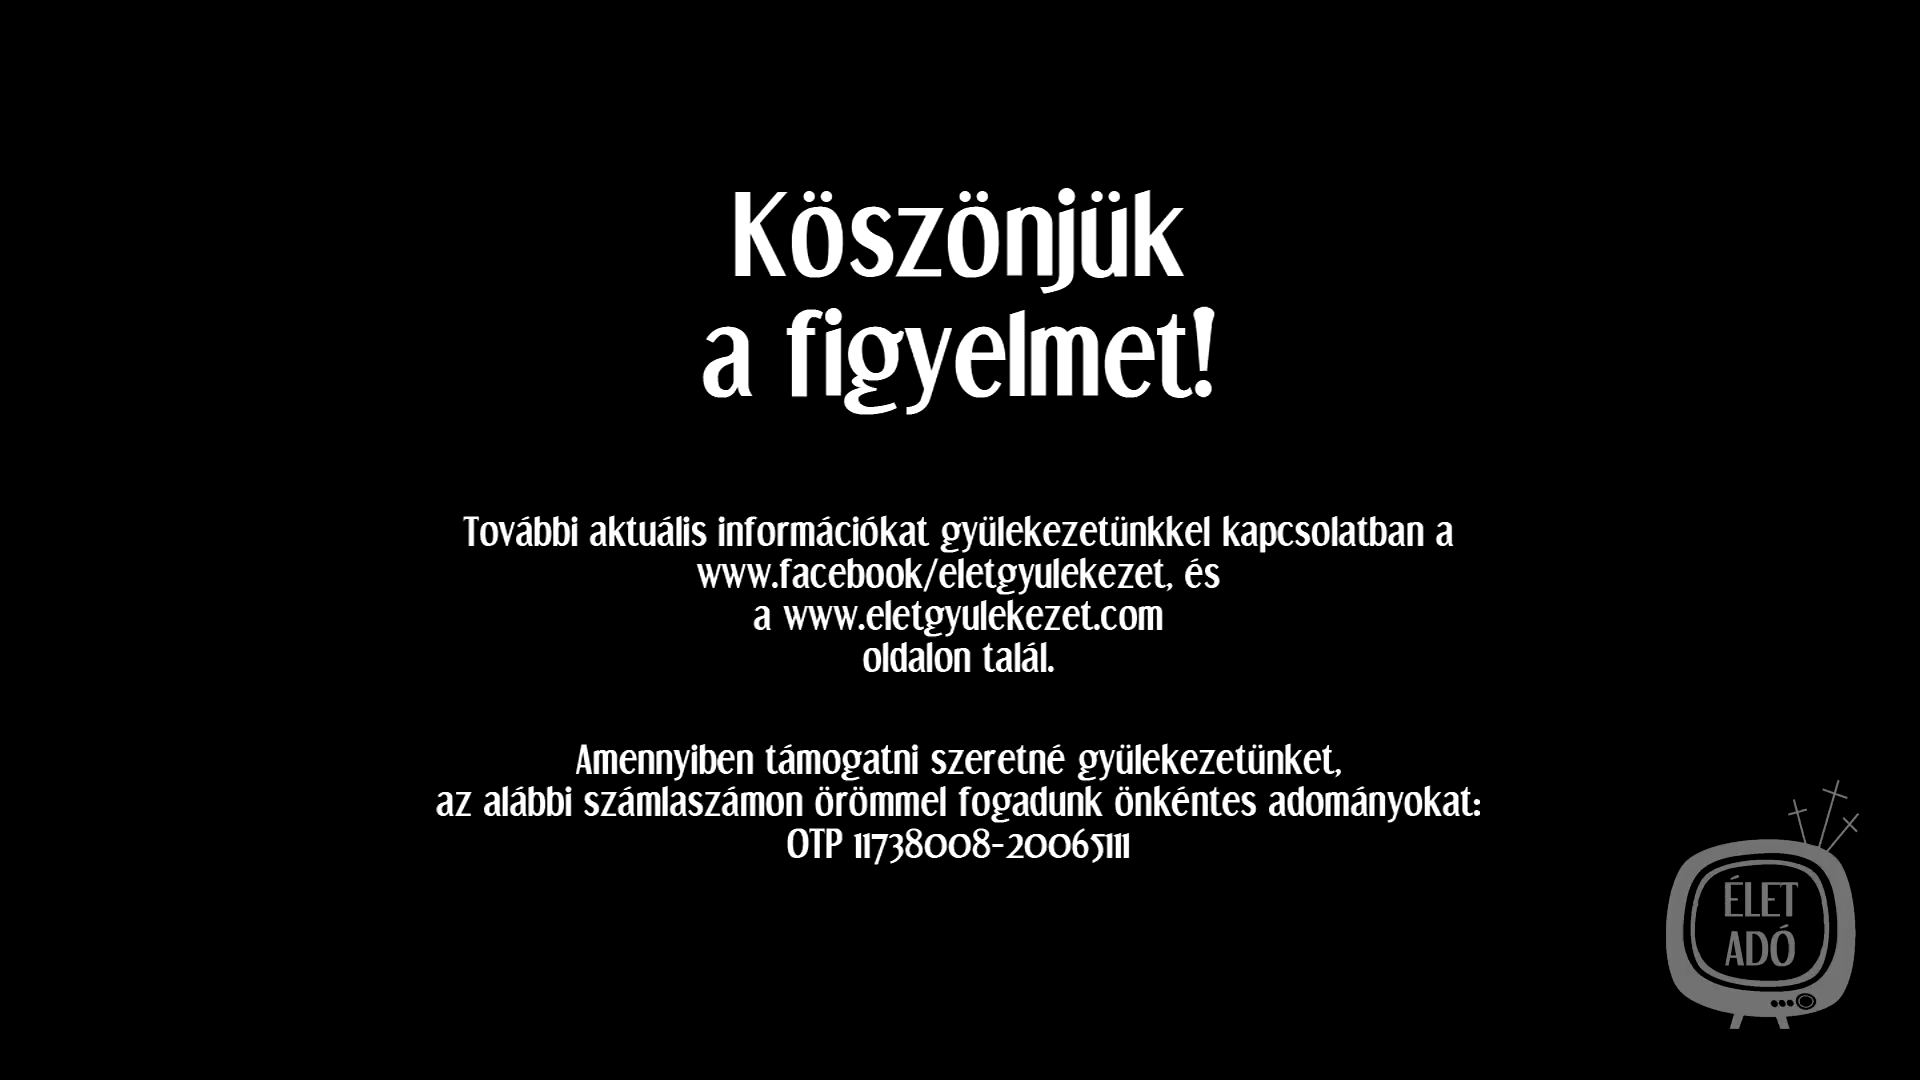 Köszönjük
a figyelmet!
További aktuális információkat gyülekezetünkkel kapcsolatban a
www.facebook/eletgyulekezet, és
a www.eletgyulekezet.com
oldalon talál.
Amennyiben támogatni szeretné gyülekezetünket,
az alábbi számlaszámon örömmel fogadunk önkéntes adományokat:
OTP 11738008-20065111
ÉLET
ADÓ